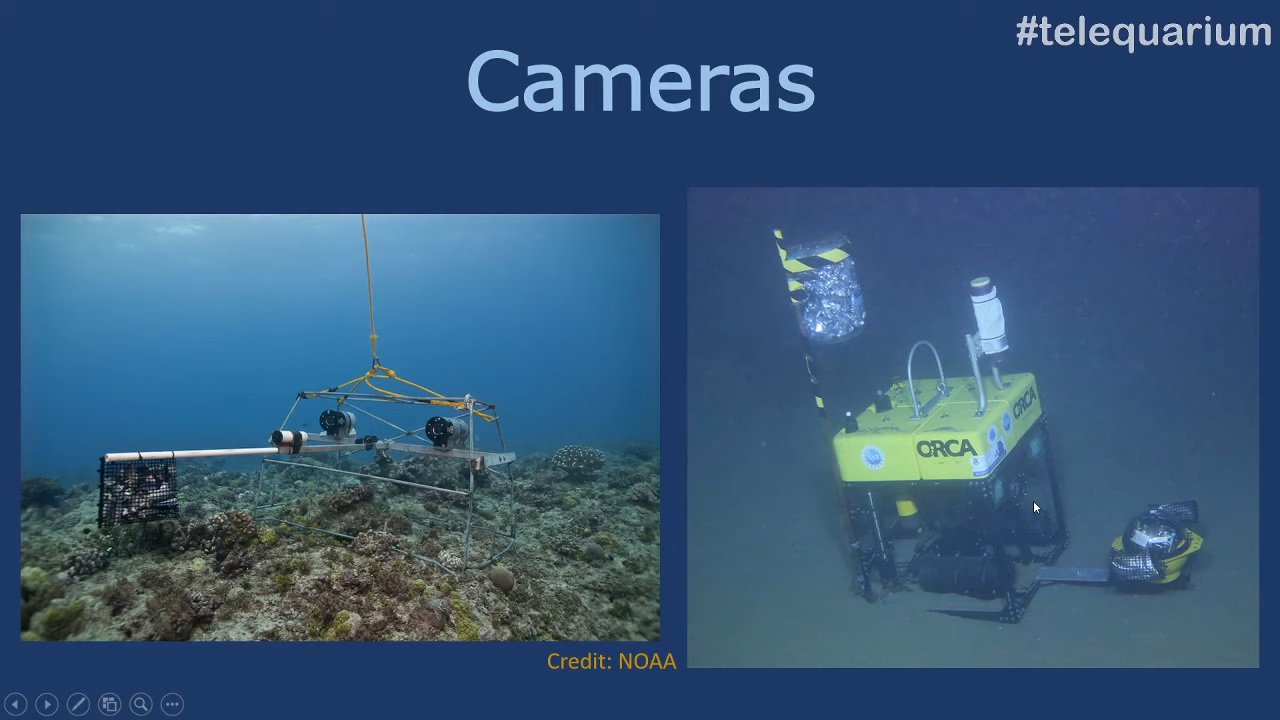 #telequarium
Cameras
ORCA
ORCA
Credit: NOAA